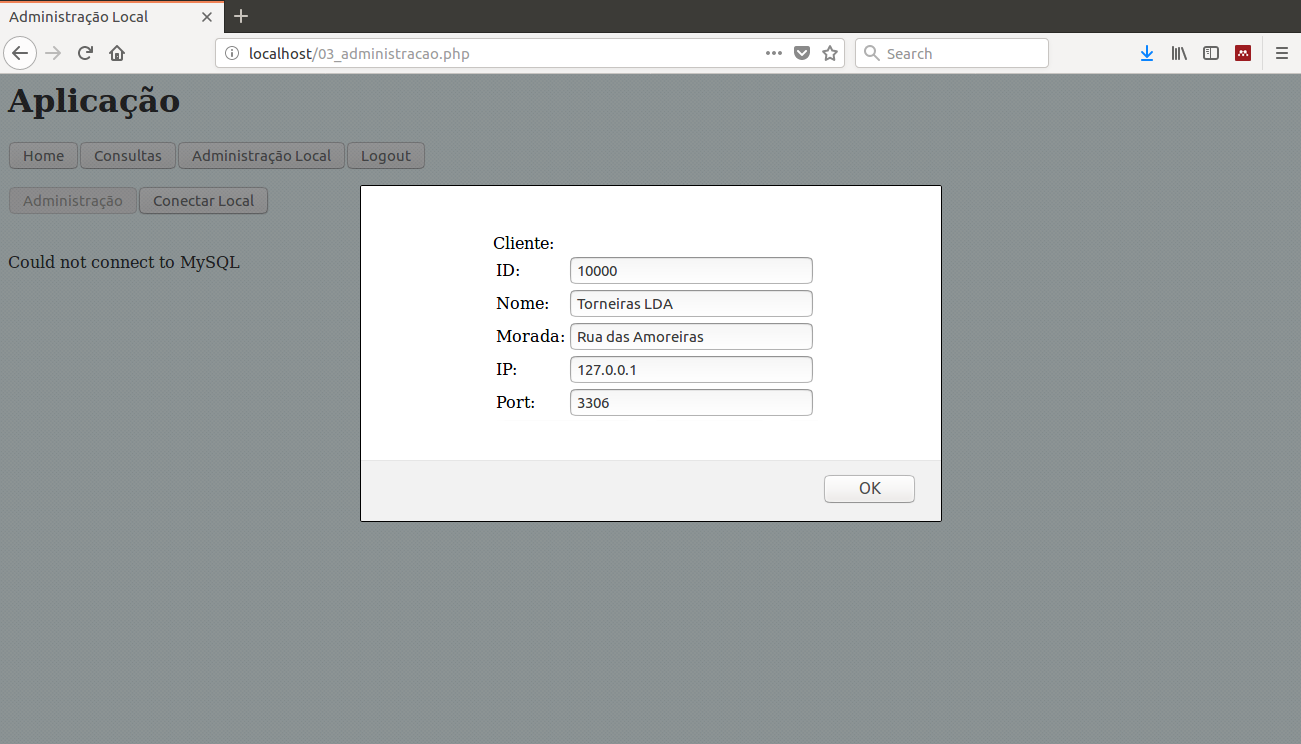 Administração Local
localhost/03_administracao.php
Search
Aplicação
Home Consultas Administração Local Logout
Administração Conectar Local
Could not connect to MySQL
Cliente:
ID: 10000
Nome: Torneiras LDA
Morada: Rua das Amoreiras
IP: 127.0.0.1
Port: 3306
OK